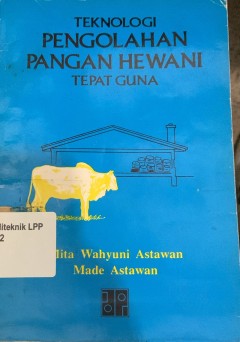 TEKNOLOGI
PENGOLAHAN
PANGAN HEWANI
TEPAT GUNA
liteknik LPP
2
Mita Wahyuni Astawan
Made Astawan